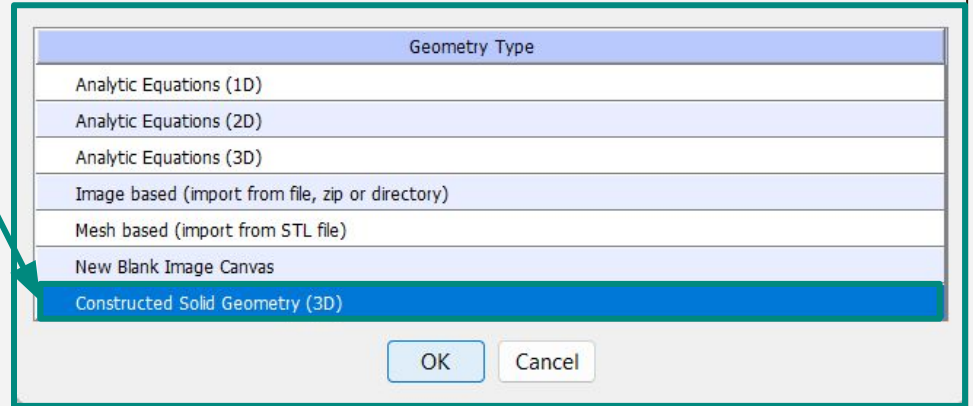 Geometry Type
Analytic Equations (1D)
Analytic Equations (2D)
Analytic Equations (3D)
Image based (import from file, zip or directory)
Mesh based (import from STL file)
New Blank Image Canvas
Constructed Solid Geometry (3D)
OK Cancel